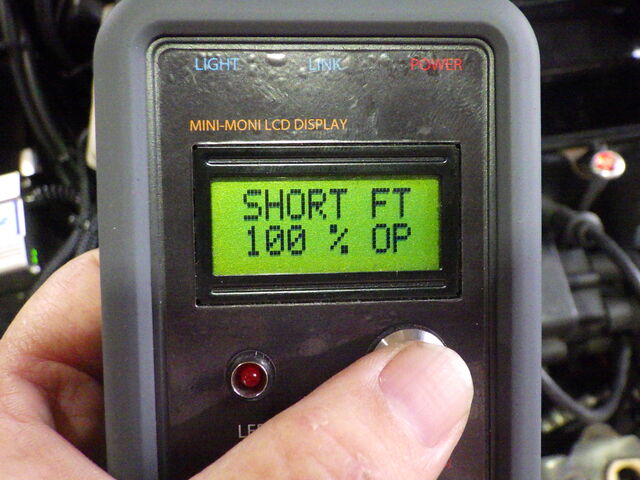 LIGHT LINK POWER
MINI-MONI LCD DISPLAY
SHORT FT
100 % OP